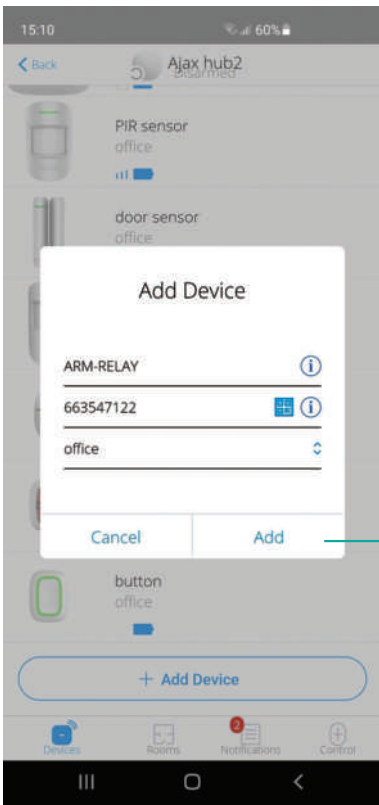 15:10
60%
Back
Ajax hub2
Disarmed
PIR sensor
office
door sensor
office
Add Device
ARM-RELAY
663547122
office
Cancel
Add
button
office
+ Add Device
2
Devices
Rooms
Notifications
Control